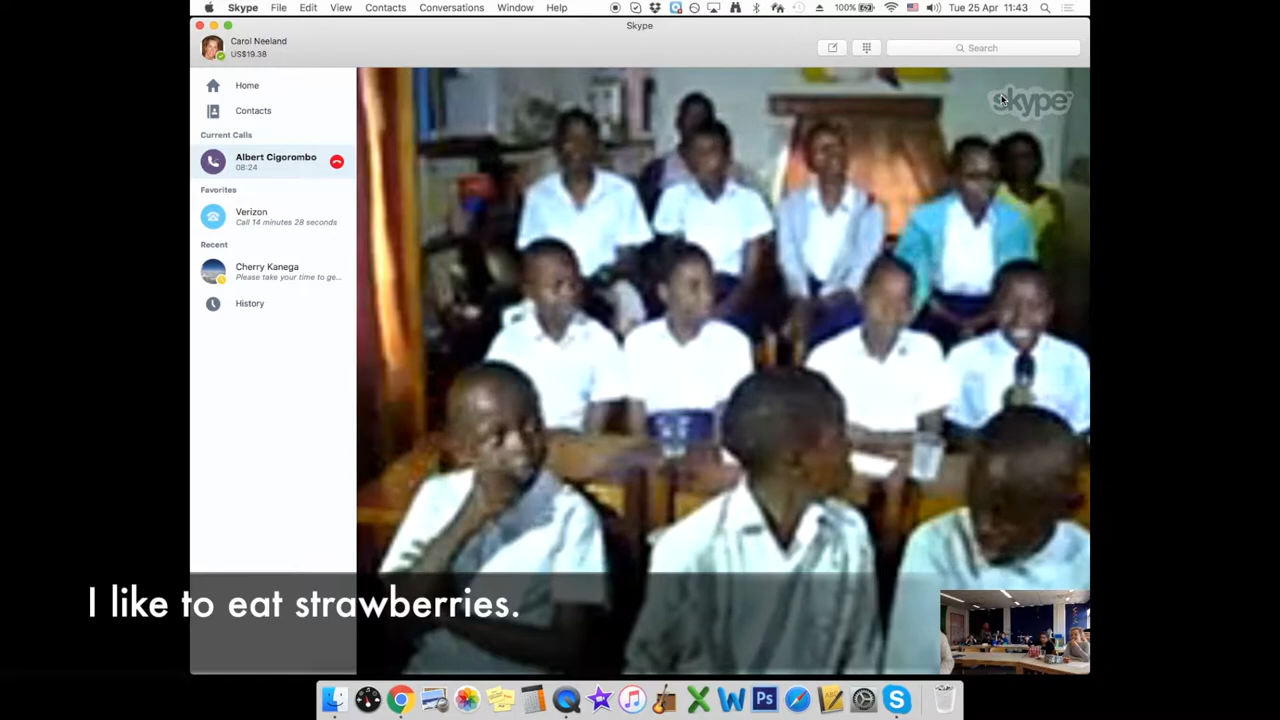 Skype File Edit View Contacts Conversations Window Help 100% Tue 25 Apr 11:43
Skype
Carol Neeland
US$19.38
Search
Home
Contacts
Current Calls
Albert Cigorombo
08:24
Favorites
Verizon
Call 14 minutes 28 seconds
Recent
Cherry Kanega
Please take your time to ge...
History
skype
I like to eat strawberries.